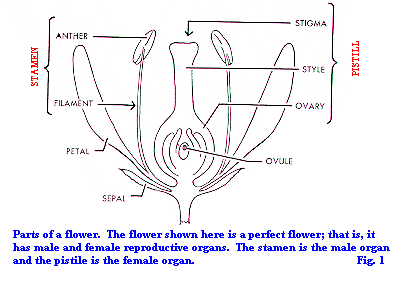 STIGMA
ANTHER
STAMEN
PISTILL
STYLE
FILAMENT
OVARY
PETAL
OVULE
SEPAL
Parts of a flower. The flower shown here is a perfect flower; that is, it
has male and female reproductive organs. The stamen is the male organ
and the pistile is the female organ. Fig. 1